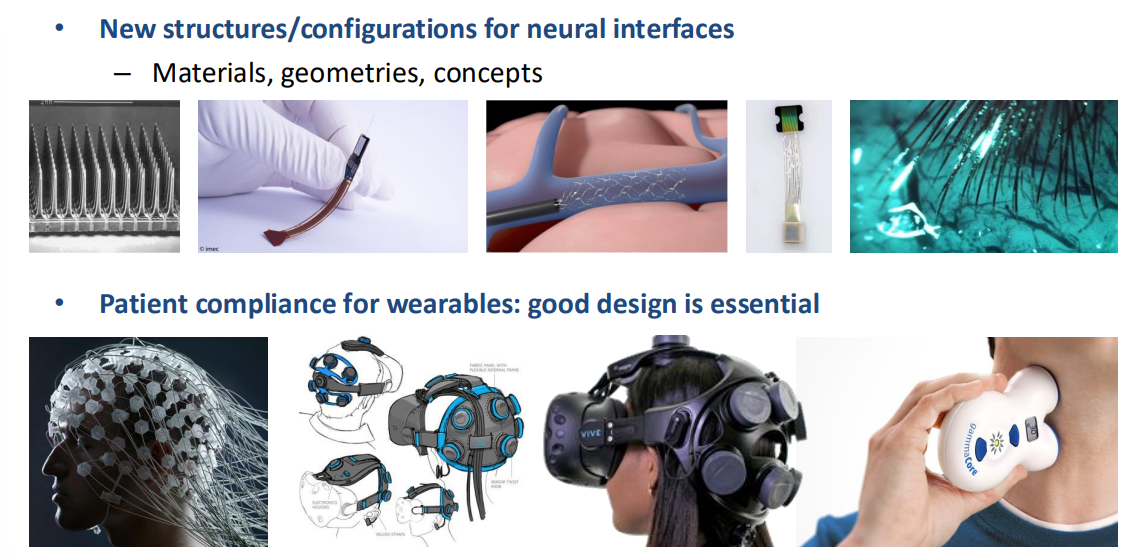 • New structures/configurations for neural interfaces
– Materials, geometries, concepts
© imec
• Patient compliance for wearables: good design is essential
FABRIC PANEL WITH
FLEXIBLE INTERNAL FRAME
ELECTRONICS
HOUSING
SENSOR TWIST
KNOB
VELCRO STRAPS
VIVE
gammaCore